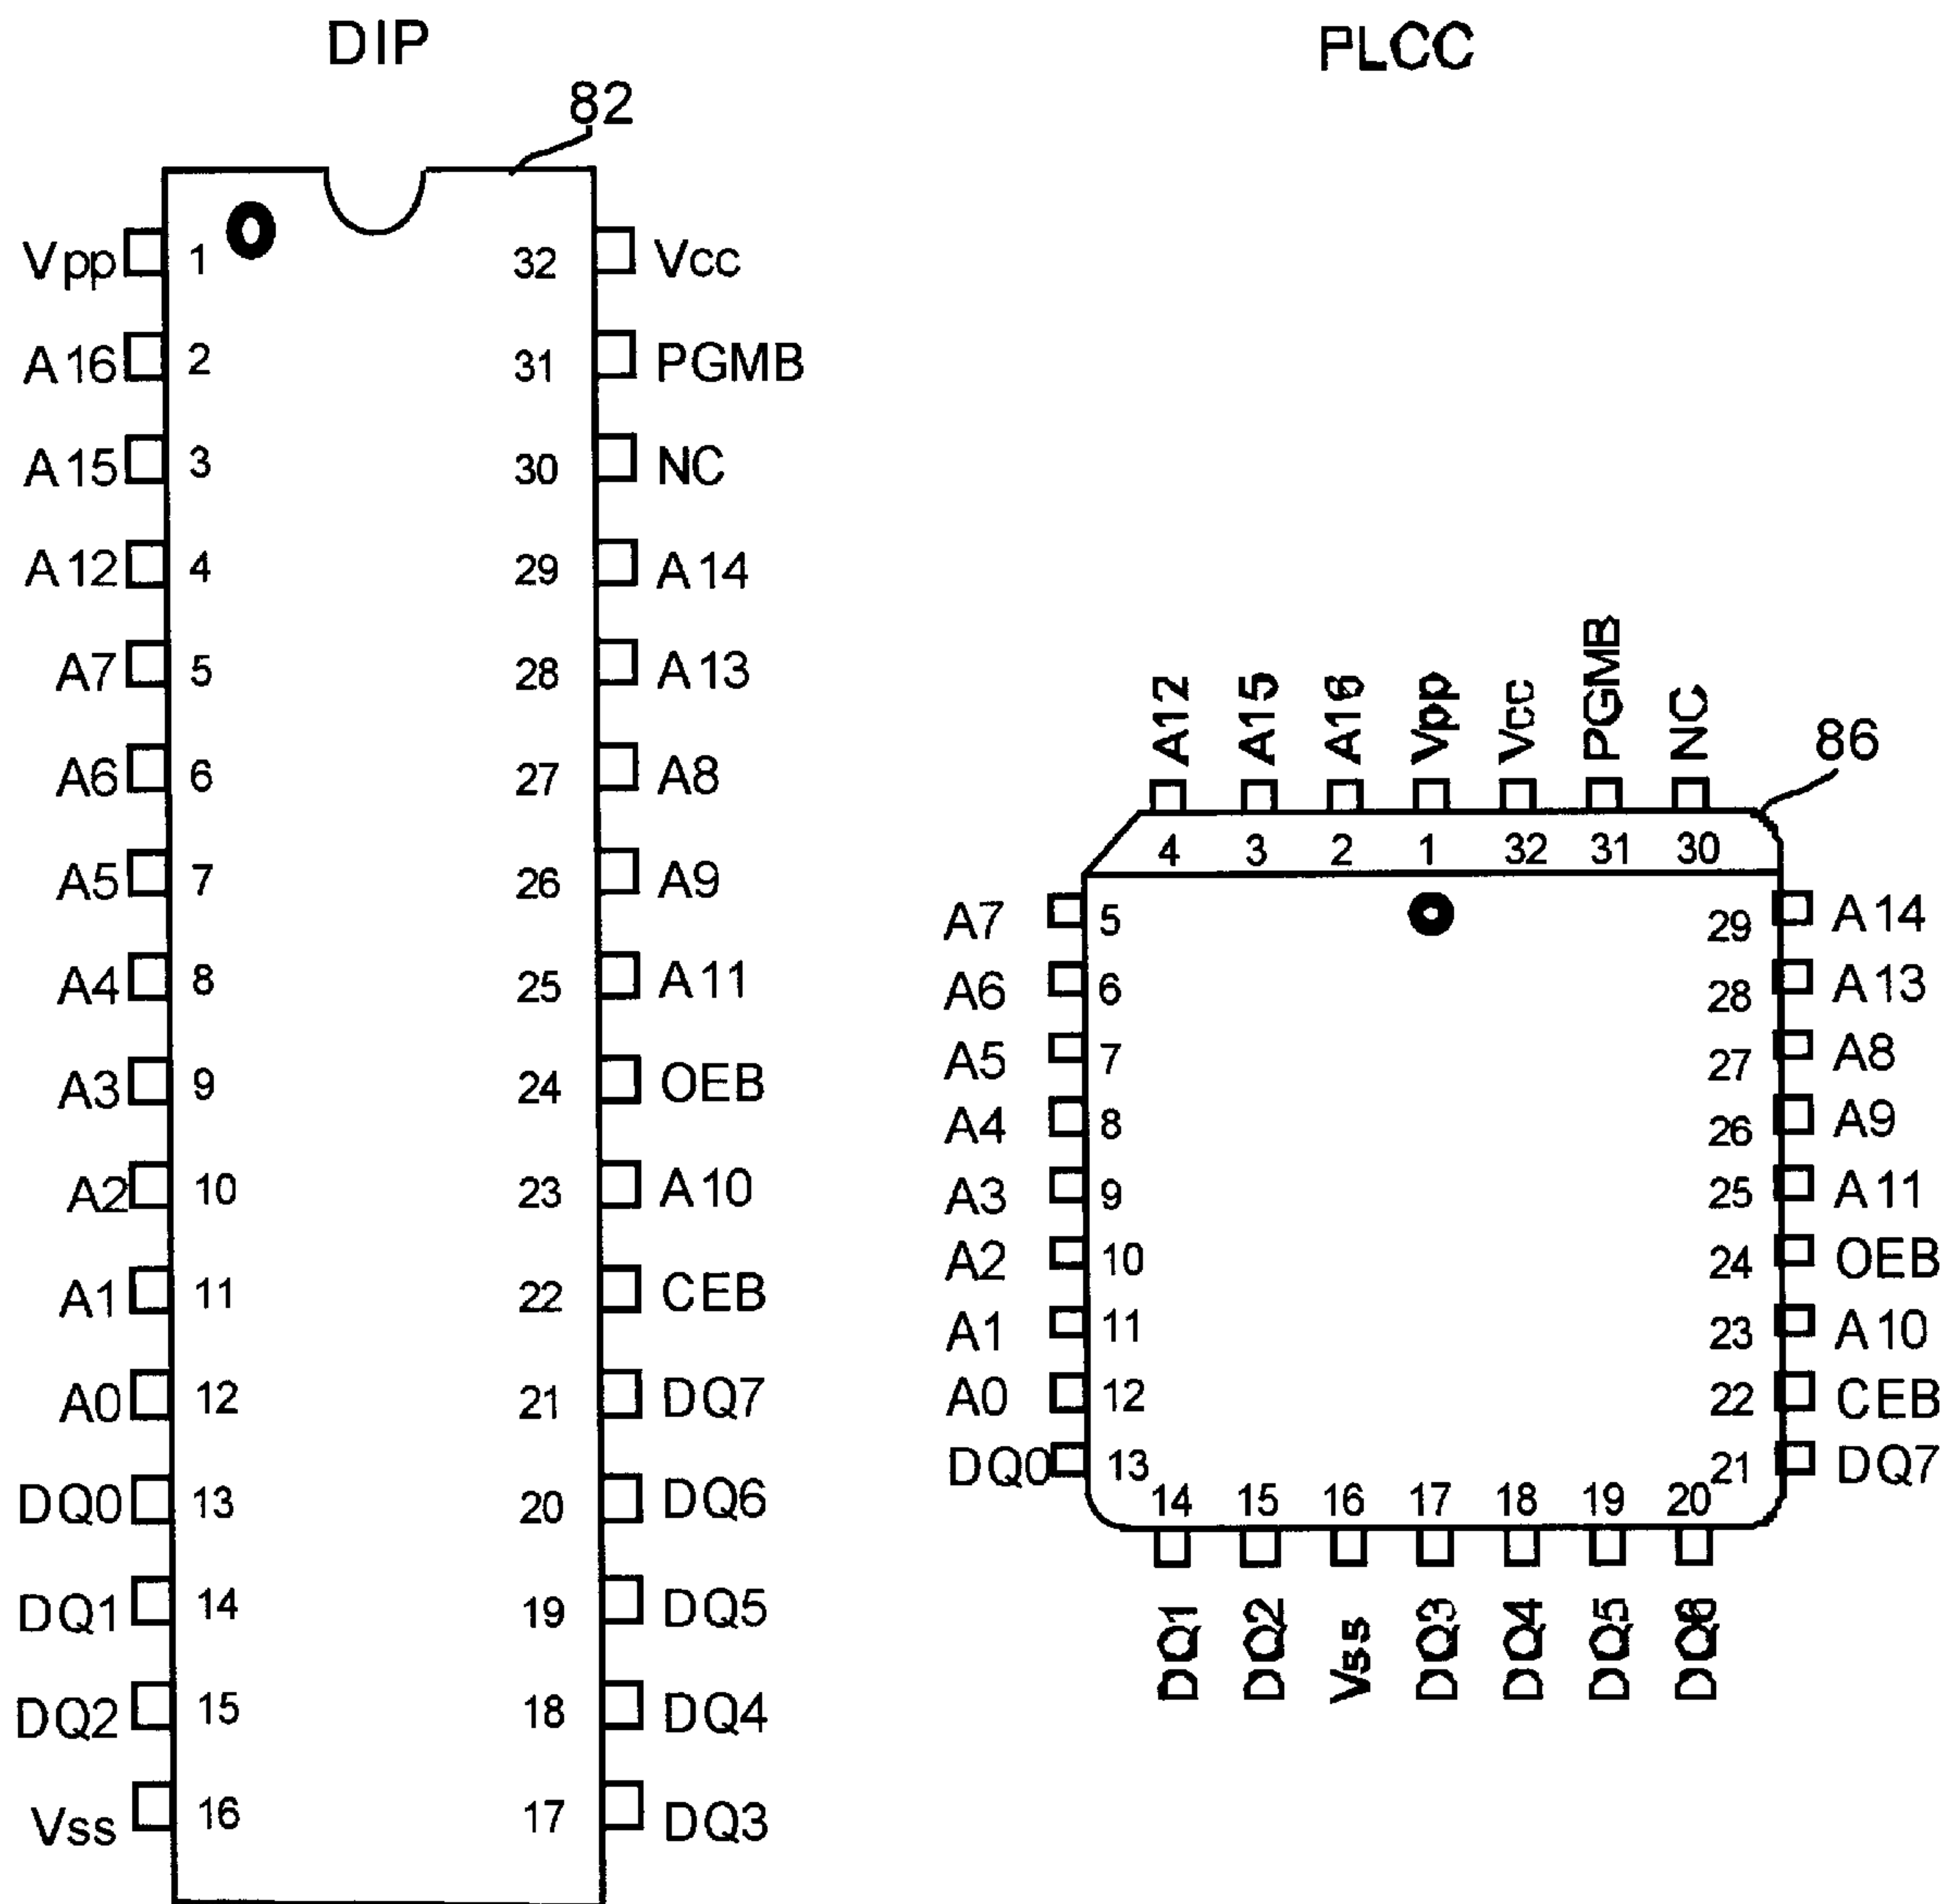 DIP
82
Vpp 1 32 Vcc
A16 2 31 PGMB
A15 3 30 NC
A12 4 29 A14
A7 5 28 A13
A6 6 27 A8
A5 7 26 A9
A4 8 25 A11
A3 9 24 OEB
A2 10 23 A10
A1 11 22 CEB
A0 12 21 DQ7
DQ0 13 20 DQ6
DQ1 14 19 DQ5
DQ2 15 18 DQ4
Vss 16 17 DQ3
PLCC
86
A12 A15 A16 Vpp Vcc PGMB NC
4 3 2 1 32 31 30
A7 5 29 A14
A6 6 28 A13
A5 7 27 A8
A4 8 26 A9
A3 9 25 A11
A2 10 24 OEB
A1 11 23 A10
A0 12 22 CEB
DQ0 13 21 DQ7
14 15 16 17 18 19 20
DQ1 DQ2 Vss DQ3 DQ4 DQ5 DQ6